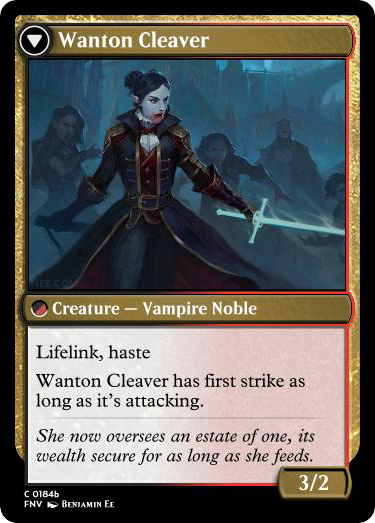 Wanton Cleaver
Creature — Vampire Noble
Lifelink, haste
Wanton Cleaver has first strike as
long as it's attacking.
She now oversees an estate of one, its
wealth secure for as long as she feeds.
3/2
C 0184b
FNV Benjamin Ee